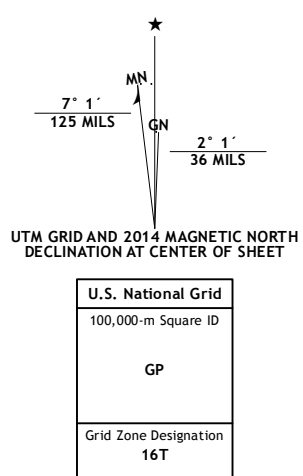 ★
MN
7° 1´
125 MILS
GN
2° 1´
36 MILS
UTM GRID AND 2014 MAGNETIC NORTH
DECLINATION AT CENTER OF SHEET
U.S. National Grid
100,000-m Square ID
GP
Grid Zone Designation
16T